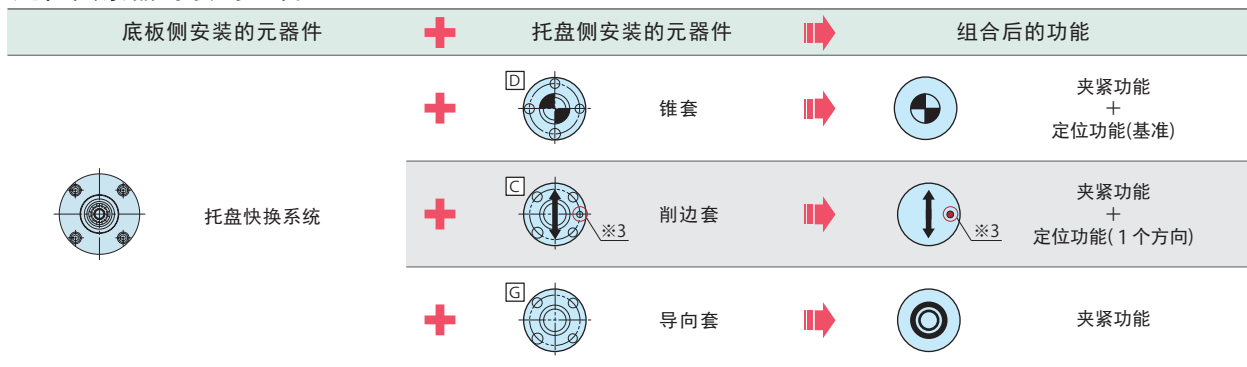 底板侧安装的元器件
托盘侧安装的元器件
组合后的功能
托盘快换系统
D
锥套
夹紧功能
+
定位功能(基准)
C
※3
削边套
※3
夹紧功能
+
定位功能(1个方向)
G
导向套
夹紧功能